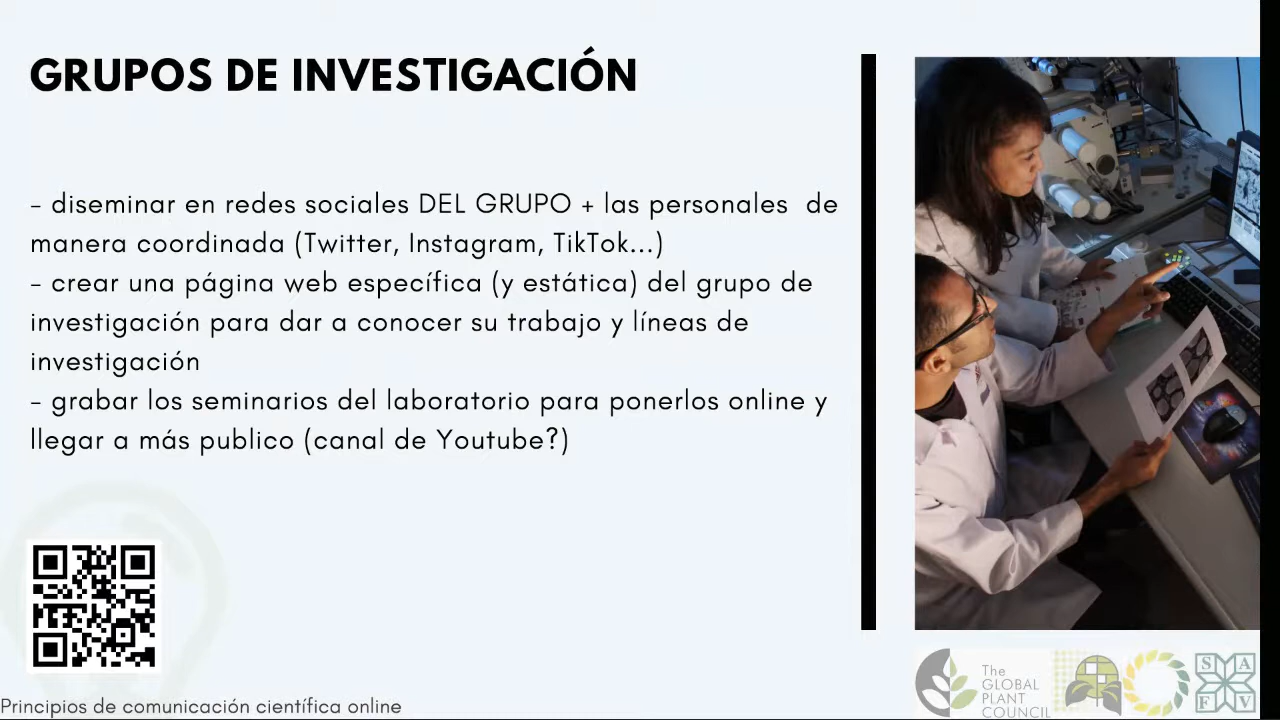 GRUPOS DE INVESTIGACIÓN
- diseminar en redes sociales DEL GRUPO + las personales de
manera coordinada (Twitter, Instagram, TikTok...)
- crear una página web específica (y estática) del grupo de
investigación para dar a conocer su trabajo y líneas de
investigación
- grabar los seminarios del laboratorio para ponerlos online y
llegar a más publico (canal de Youtube?)
Principios de comunicación científica online
The
GLOBAL
PLANT
COUNCIL
S A
F V